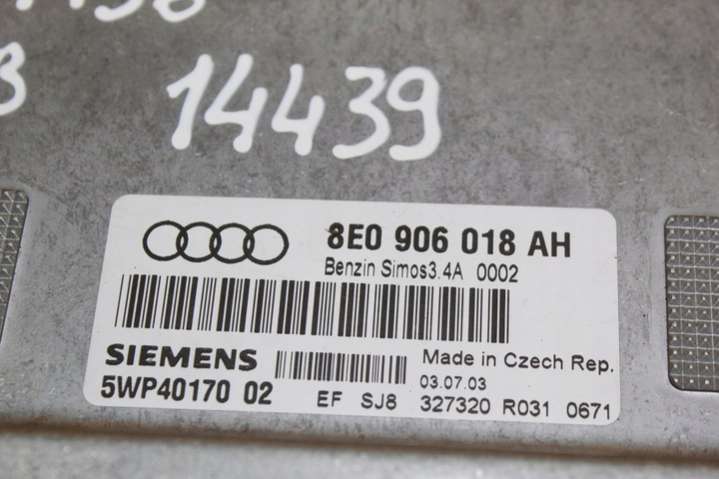 14439
8E0 906 018 AH
Benzin Simos3.4A 0002
SIEMENS
Made in Czech Rep.
5WP40170 02
03.07.03
EF SJ8 327320 R031 0671